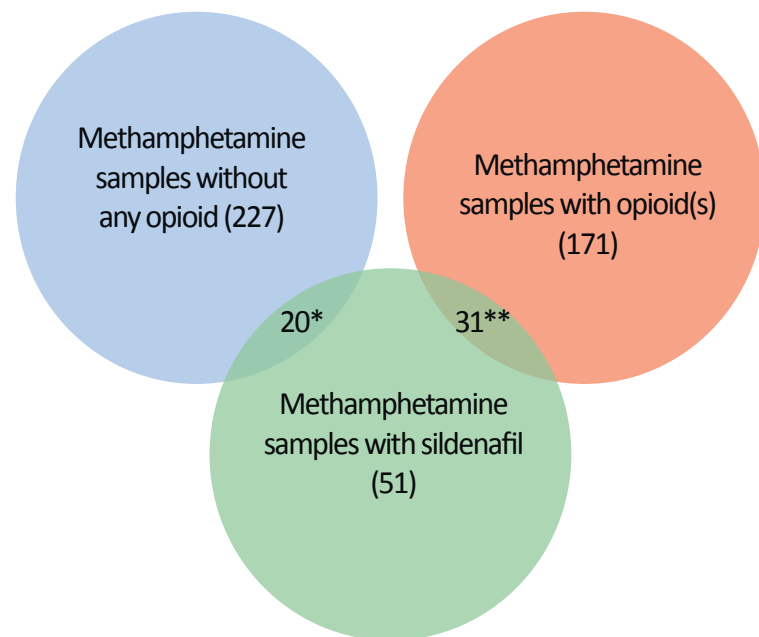 Methamphetamine
samples without
any opioid (227)
Methamphetamine
samples with opioid(s)
(171)
20*
31**
Methamphetamine
samples with sildenafil
(51)